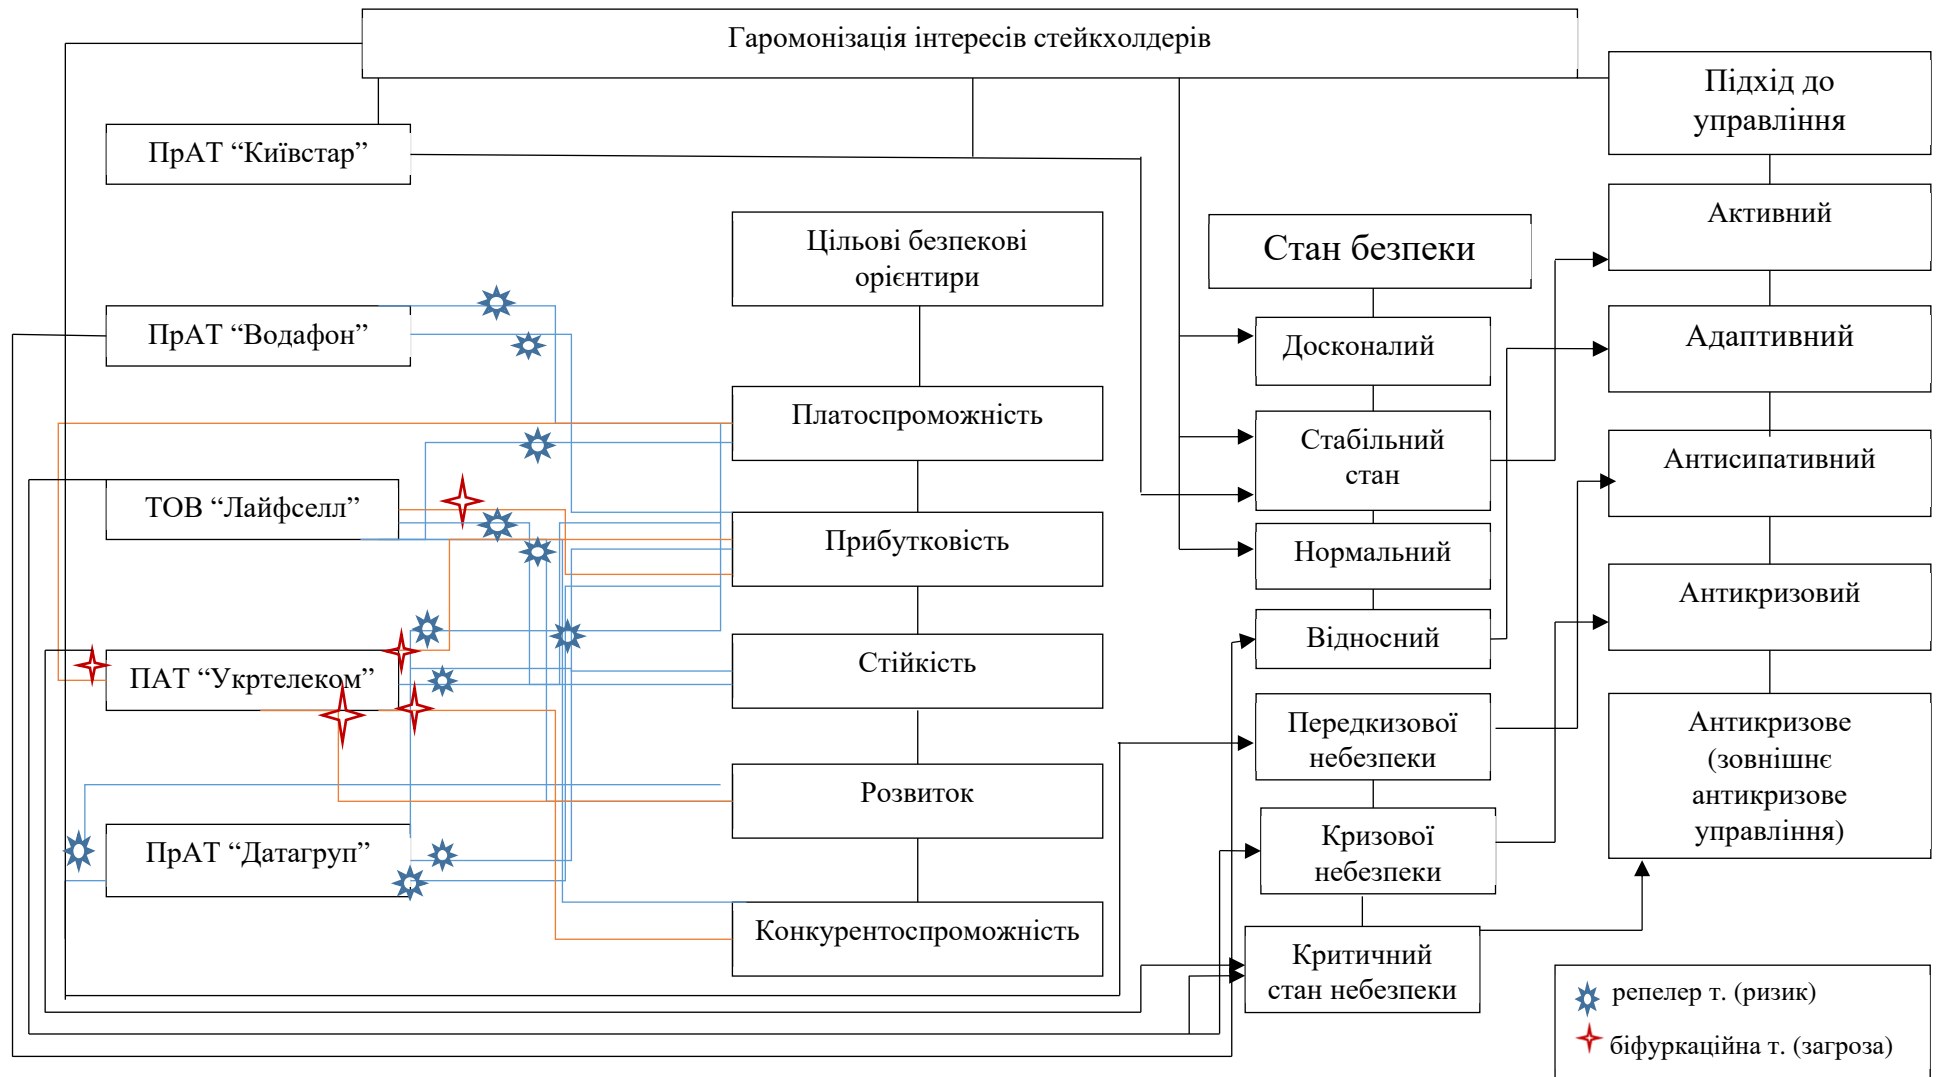 Гаромонізація інтересів стейкхолдерів
Підхід до
управління
ПрАТ “Київстар”
Активний
Цільові безпекові
орієнтири
Стан безпеки
ПрАТ “Водафон”
Досконалий
Адаптивний
Платоспроможність
Стабільний
стан
Антисипативний
ТОВ “Лайфселл”
Прибутковість
Нормальний
Антикризовий
Відносний
ПАТ “Укртелеком”
Стійкість
Передкизової
небезпеки
Антикризове
(зовнішнє
антикризове
управління)
Розвиток
Кризової
небезпеки
ПрАТ “Датагруп”
Конкурентоспроможність
Критичний
стан небезпеки
репелер т. (ризик)
біфуркаційна т. (загроза)